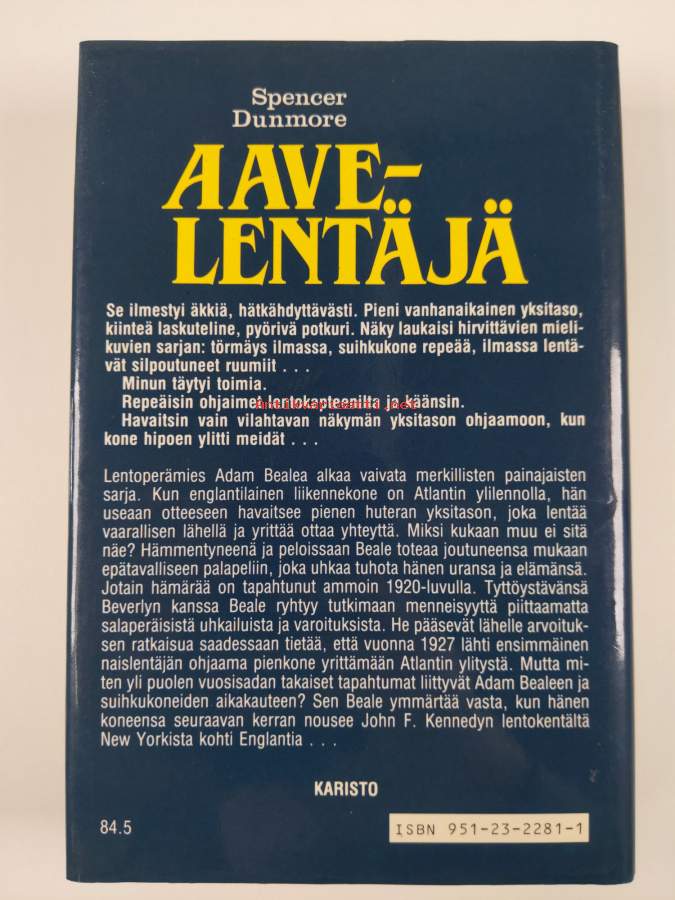 Spencer
Dunmore
AAVE-
LENTÄJÄ
Se ilmestyi äkkiä, hätkähdyttävästi. Pieni vanhanaikainen yksitaso,
kiinteä laskuteline, pyörivä potkuri. Näky laukaisi hirvittävien mieli-
kuvien sarjan: törmäys ilmassa, suihkukone repeää, ilmassa lentä-
vät silpoutuneet ruumiit . . .
Minun täytyi toimia.
Repeäisin ohjaimet autokapteenilta ja käänsin.
antikvariaatti.net
Havaitsin vain vilahtavan näkymän yksitason ohjaamoon, kun
kone hipoen ylitti meidät . . .
Lentoperämies Adam Bealea alkaa vaivata merkillisten painajaisten
sarja. Kun englantilainen liikennekone on Atlantin ylilennolla, hän
useaan otteeseen havaitsee pienen huteran yksitason, joka lentää
vaarallisen lähellä ja yrittää ottaa yhteyttä. Miksi kukaan muu ei sitä
näe? Hämmentyneenä ja peloissaan Beale toteaa joutuneensa mukaan
epätavalliseen palapeliin, joka uhkaa tuhota hänen uransa ja elämänsä.
Jotain hämärää on tapahtunut ammoin 1920-luvulla. Tyttöystävänsä
Beverlyn kanssa Beale ryhtyy tutkimaan menneisyyttä piittaamatta
salaperäisistä uhkailuista ja varoituksista. He pääsevät lähelle arvoituk-
sen ratkaisua saadessaan tietää, että vuonna 1927 lähti ensimmäinen
naislentäjän ohjaama pienkone yrittämään Atlantin ylitystä. Mutta mi-
ten yli puolen vuosisadan takaiset tapahtumat liittyvät Adam Bealeen ja
suihkukoneiden aikakauteen? Sen Beale ymmärtää vasta, kun hänen
koneensa seuraavan kerran nousee John F. Kennedyn lentokentältä
New Yorkista kohti Englantia . . .
KARISTO
84.5
ISBN 951-23-2281-1